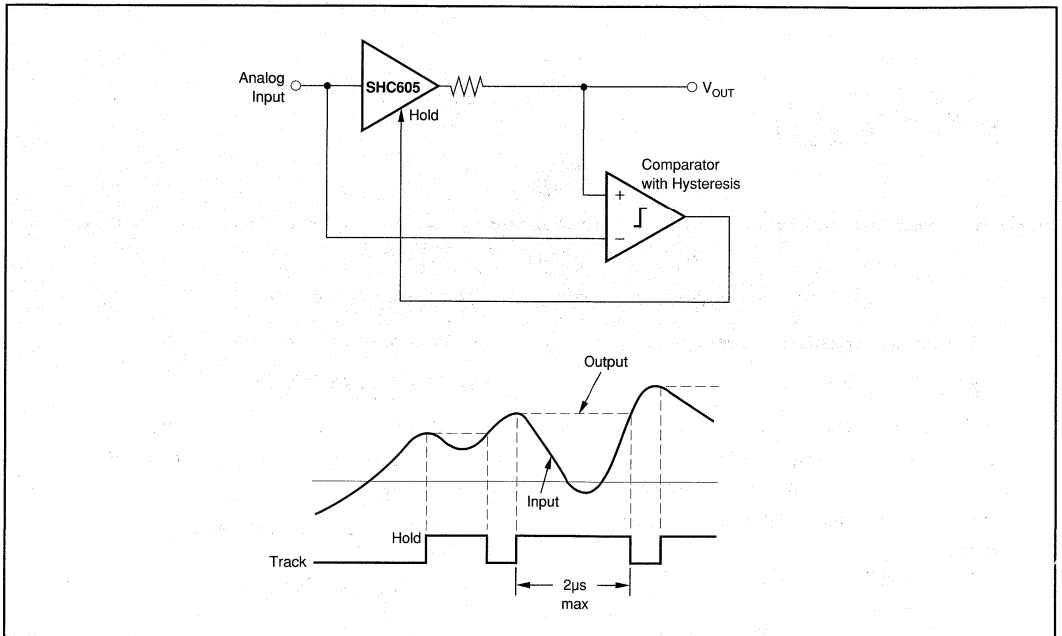 Analog
Input
SHC605
Hold
V_OUT
Comparator
with Hysteresis
+
−
Output
Input
Hold
Track
2µs
max